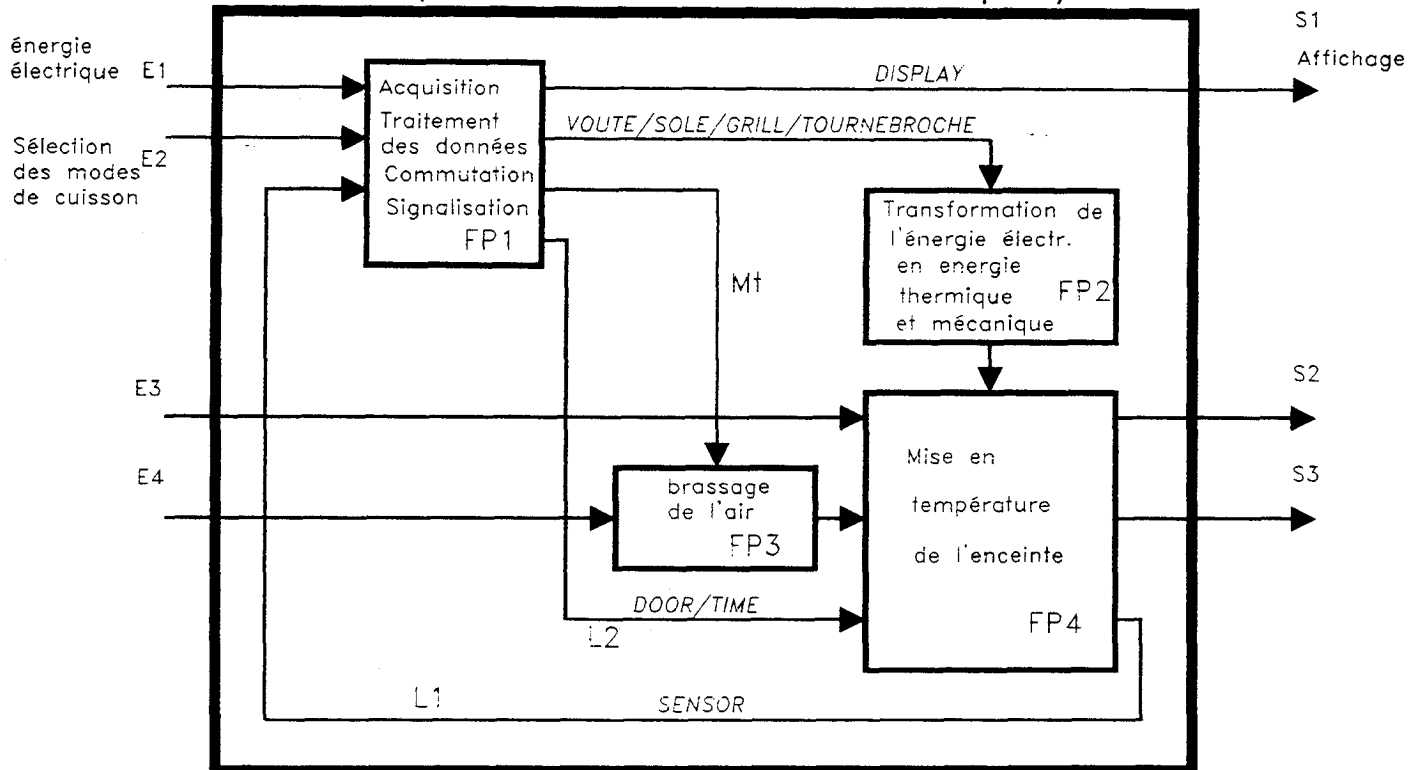 S1
énergie
électrique E1
Affichage
Acquisition
DISPLAY
Traitement
des données
VOUTE/SOLE/GRILL/TOURNEBROCHE
Sélection
des modes
de cuisson
E2
Commutation
Signalisation
FP1
Transformation de
l'énergie électr.
en energie
thermique
et mécanique
FP2
Mt
E3
S2
E4
S3
brassage
de l'air
FP3
Mise en
température
de l'enceinte
FP4
DOOR/TIME
L2
L1
SENSOR